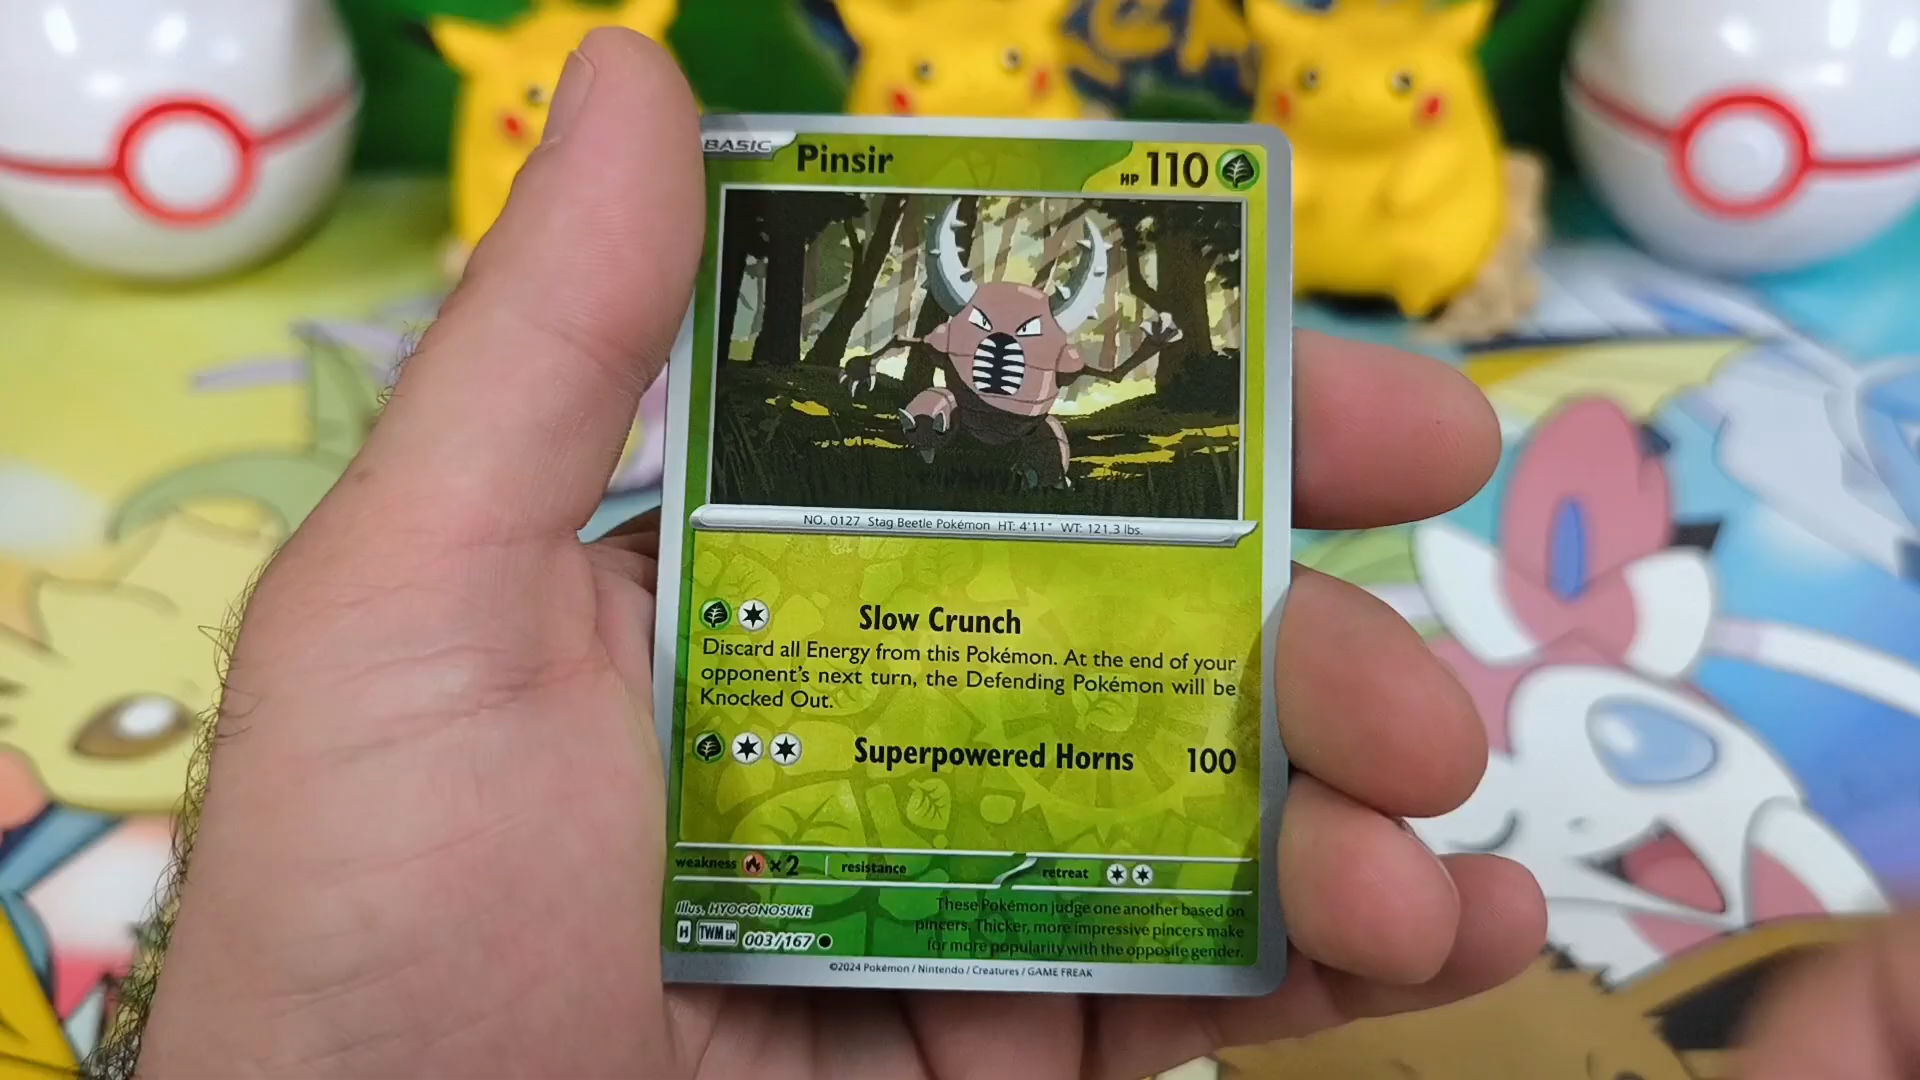 BASIC
Pinsir
HP 110
NO. 0127 Stag Beetle Pokémon HT: 4'11" WT: 121.3 lbs.
Slow Crunch
Discard all Energy from this Pokémon. At the end of your
opponent's next turn, the Defending Pokémon will be
Knocked Out.
Superpowered Horns 100
weakness ×2 resistance retreat
Illus. HYOGONOSUKE
H TWM EN 003/167
These Pokémon judge one another based on
pincers. Thicker, more impressive pincers make
for more popularity with the opposite gender.
©2024 Pokémon / Nintendo / Creatures / GAME FREAK